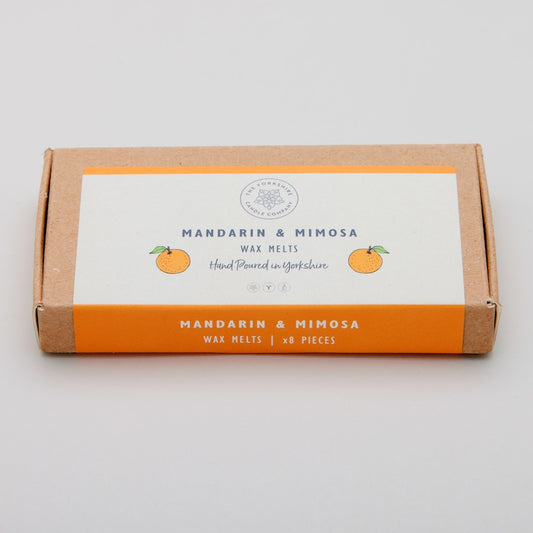 THE YORKSHIRE
CANDLE COMPANY
MANDARIN & MIMOSA
WAX MELTS
Hand Poured in Yorkshire
MANDARIN & MIMOSA
WAX MELTS | x8 PIECES